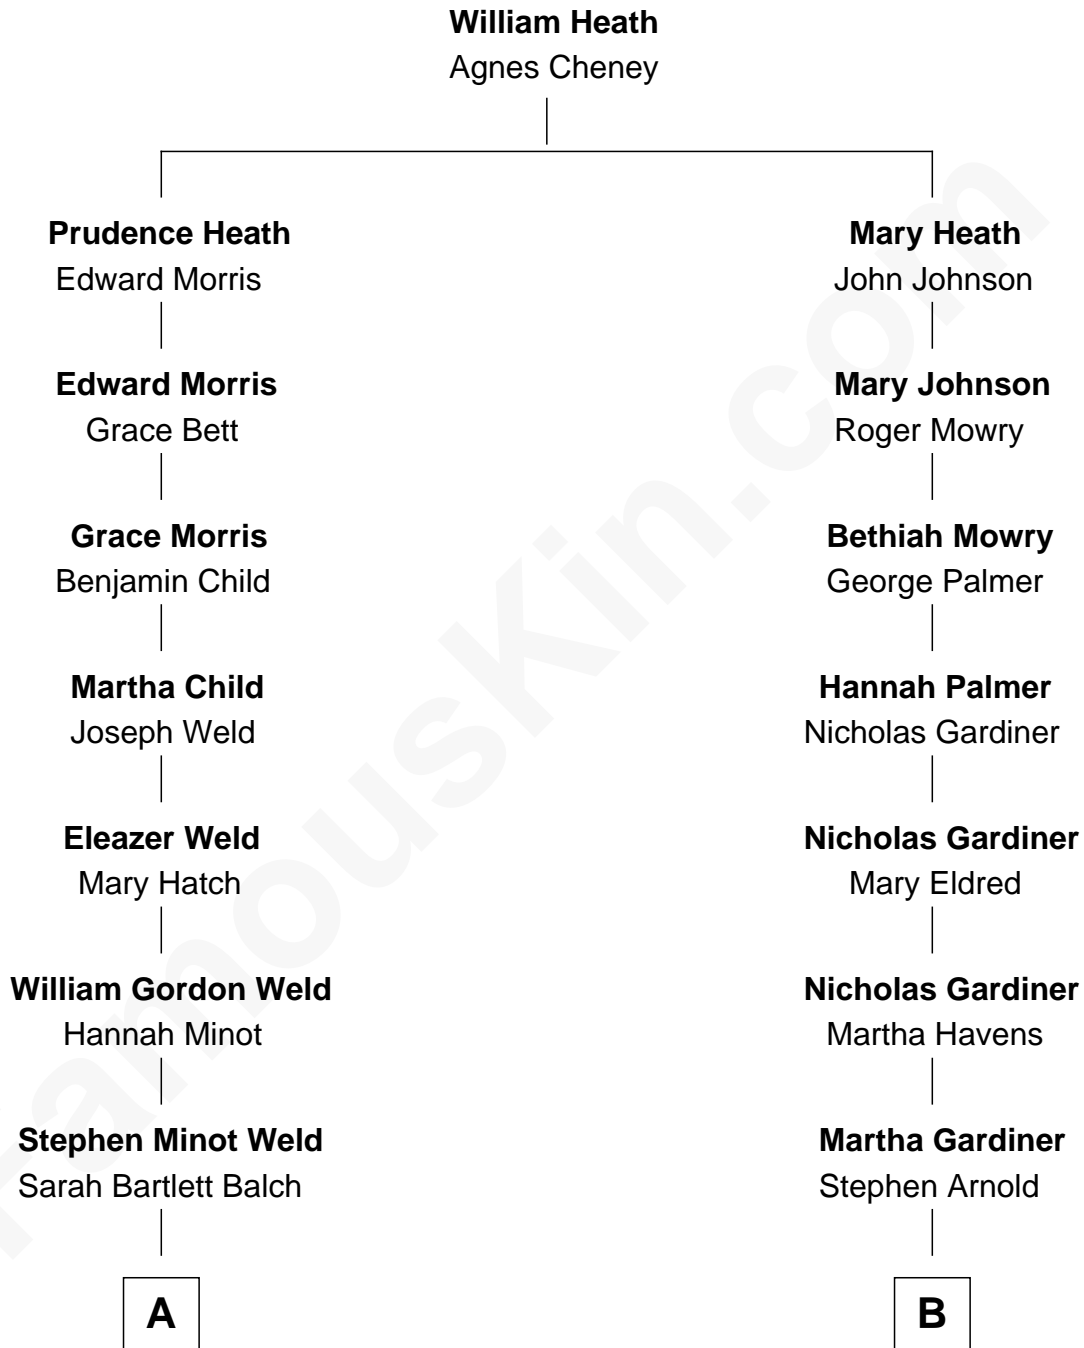 William Heath
Agnes Cheney
Prudence Heath
Edward Morris
Mary Heath
John Johnson
Edward Morris
Grace Bett
Mary Johnson
Roger Mowry
Grace Morris
Benjamin Child
Bethiah Mowry
George Palmer
Martha Child
Joseph Weld
Hannah Palmer
Nicholas Gardiner
Eleazer Weld
Mary Hatch
Nicholas Gardiner
Mary Eldred
William Gordon Weld
Hannah Minot
Nicholas Gardiner
Martha Havens
Stephen Minot Weld
Sarah Bartlett Balch
Martha Gardiner
Stephen Arnold
A
B
FamousKin.com